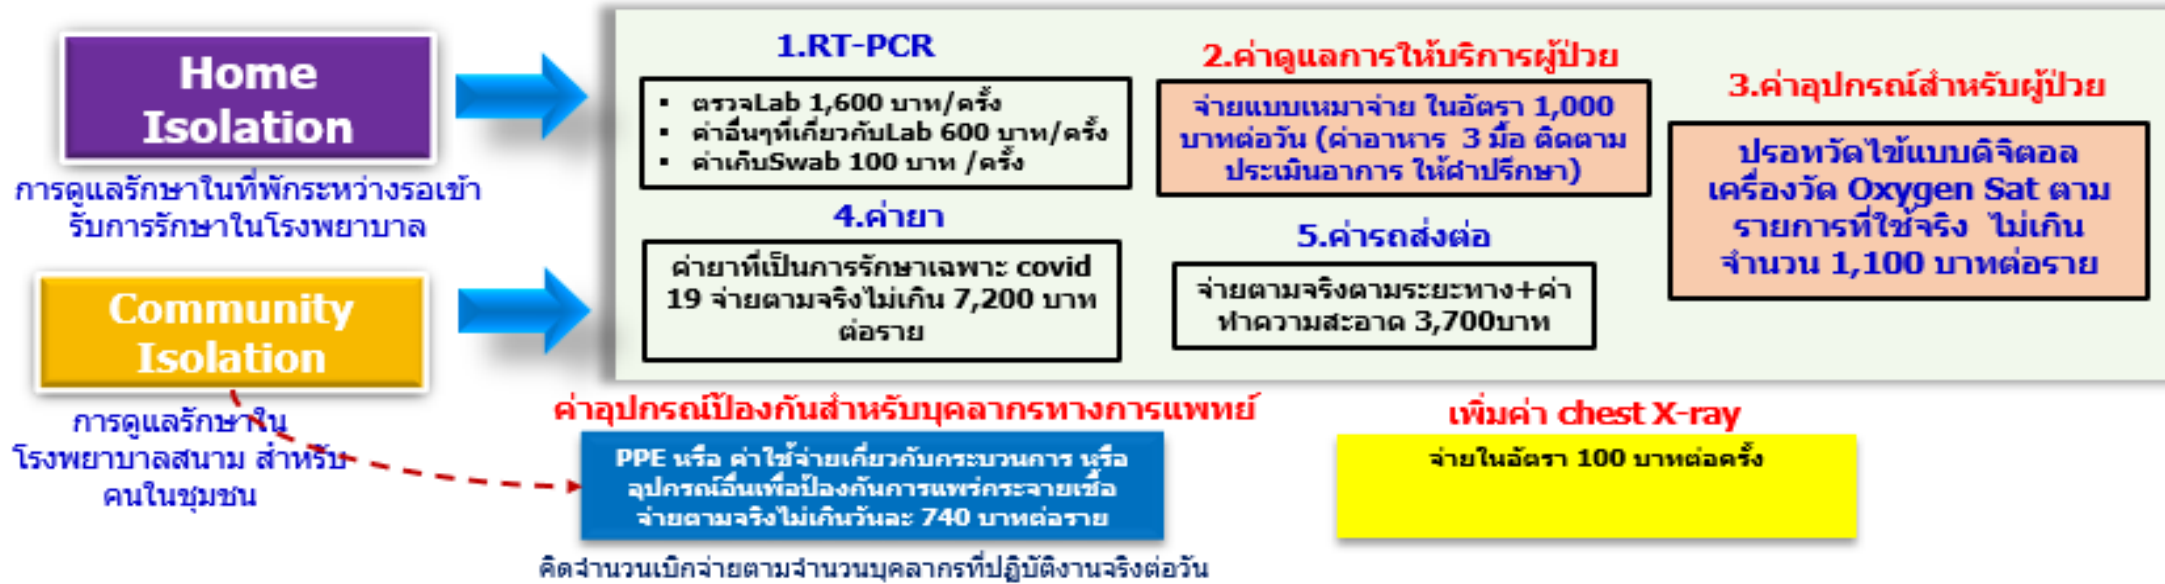 Home
Isolation
การดูแลรักษาในที่พักระหว่างรอเข้า
รับการรักษาในโรงพยาบาล
Community
Isolation
การดูแลรักษาใน
โรงพยาบาลสนาม สำหรับ
คนในชุมชน
1.RT-PCR
▪ ตรวจLab 1,600 บาท/ครั้ง
▪ ค่าอื่นๆที่เกี่ยวกับLab 600 บาท/ครั้ง
▪ ค่าเก็บSwab 100 บาท /ครั้ง
2.ค่าดูแลการให้บริการผู้ป่วย
จ่ายแบบเหมาจ่าย ในอัตรา 1,000
บาทต่อวัน (ค่าอาหาร 3 มื้อ ติดตาม
ประเมินอาการ ให้คำปรึกษา)
3.ค่าอุปกรณ์สำหรับผู้ป่วย
ปรอทวัดไข้แบบดิจิตอล
เครื่องวัด Oxygen Sat ตาม
รายการที่ใช้จริง ไม่เกิน
จำนวน 1,100 บาทต่อราย
4.ค่ายา
ค่ายาที่เป็นการรักษาเฉพาะ covid
19 จ่ายตามจริงไม่เกิน 7,200 บาท
ต่อราย
5.ค่ารถส่งต่อ
จ่ายตามจริงตามระยะทาง+ค่า
ทำความสะอาด 3,700บาท
ค่าอุปกรณ์ป้องกันสำหรับบุคลากรทางการแพทย์
PPE หรือ ค่าใช้จ่ายเกี่ยวกับกระบวนการ หรือ
อุปกรณ์อื่นเพื่อป้องกันการแพร่กระจายเชื้อ
จ่ายตามจริงไม่เกินวันละ 740 บาทต่อราย
คิดจำนวนเบิกจ่ายตามจำนวนบุคลากรที่ปฏิบัติงานจริงต่อวัน
เพิ่มค่า chest X-ray
จ่ายในอัตรา 100 บาทต่อครั้ง